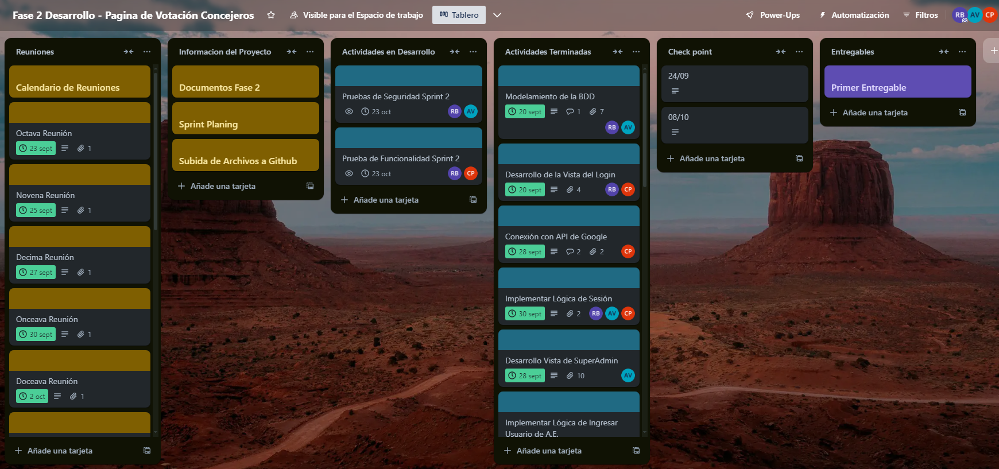 Fase 2 Desarrollo - Pagina de Votación Concejeros
Visible para el Espacio de trabajo
Tablero
Power-Ups
Automatización
Filtros
RB AV CP
Reuniones
Calendario de Reuniones
Octava Reunión
23 sept 1
Novena Reunión
25 sept 1
Decima Reunión
27 sept 1
Onceava Reunión
30 sept 1
Doceava Reunión
2 oct 1
Añade una tarjeta
Informacion del Proyecto
Documentos Fase 2
Sprint Planing
Subida de Archivos a Github
Añade una tarjeta
Actividades en Desarrollo
Pruebas de Seguridad Sprint 2
23 oct RB AV
Prueba de Funcionalidad Sprint 2
23 oct RB CP
Añade una tarjeta
Actividades Terminadas
Modelamiento de la BDD
20 sept 1 7
RB AV
Desarrollo de la Vista del Login
20 sept 4 RB CP
Conexión con API de Google
28 sept 2 2 CP
Implementar Lógica de Sesión
30 sept 2 RB AV CP
Desarrollo Vista de SuperAdmin
28 sept 10 AV
Implementar Lógica de Ingresar
Usuario de A.E.
Añade una tarjeta
Check point
24/09
08/10
Añade una tarjeta
Entregables
Primer Entregable
Añade una tarjeta